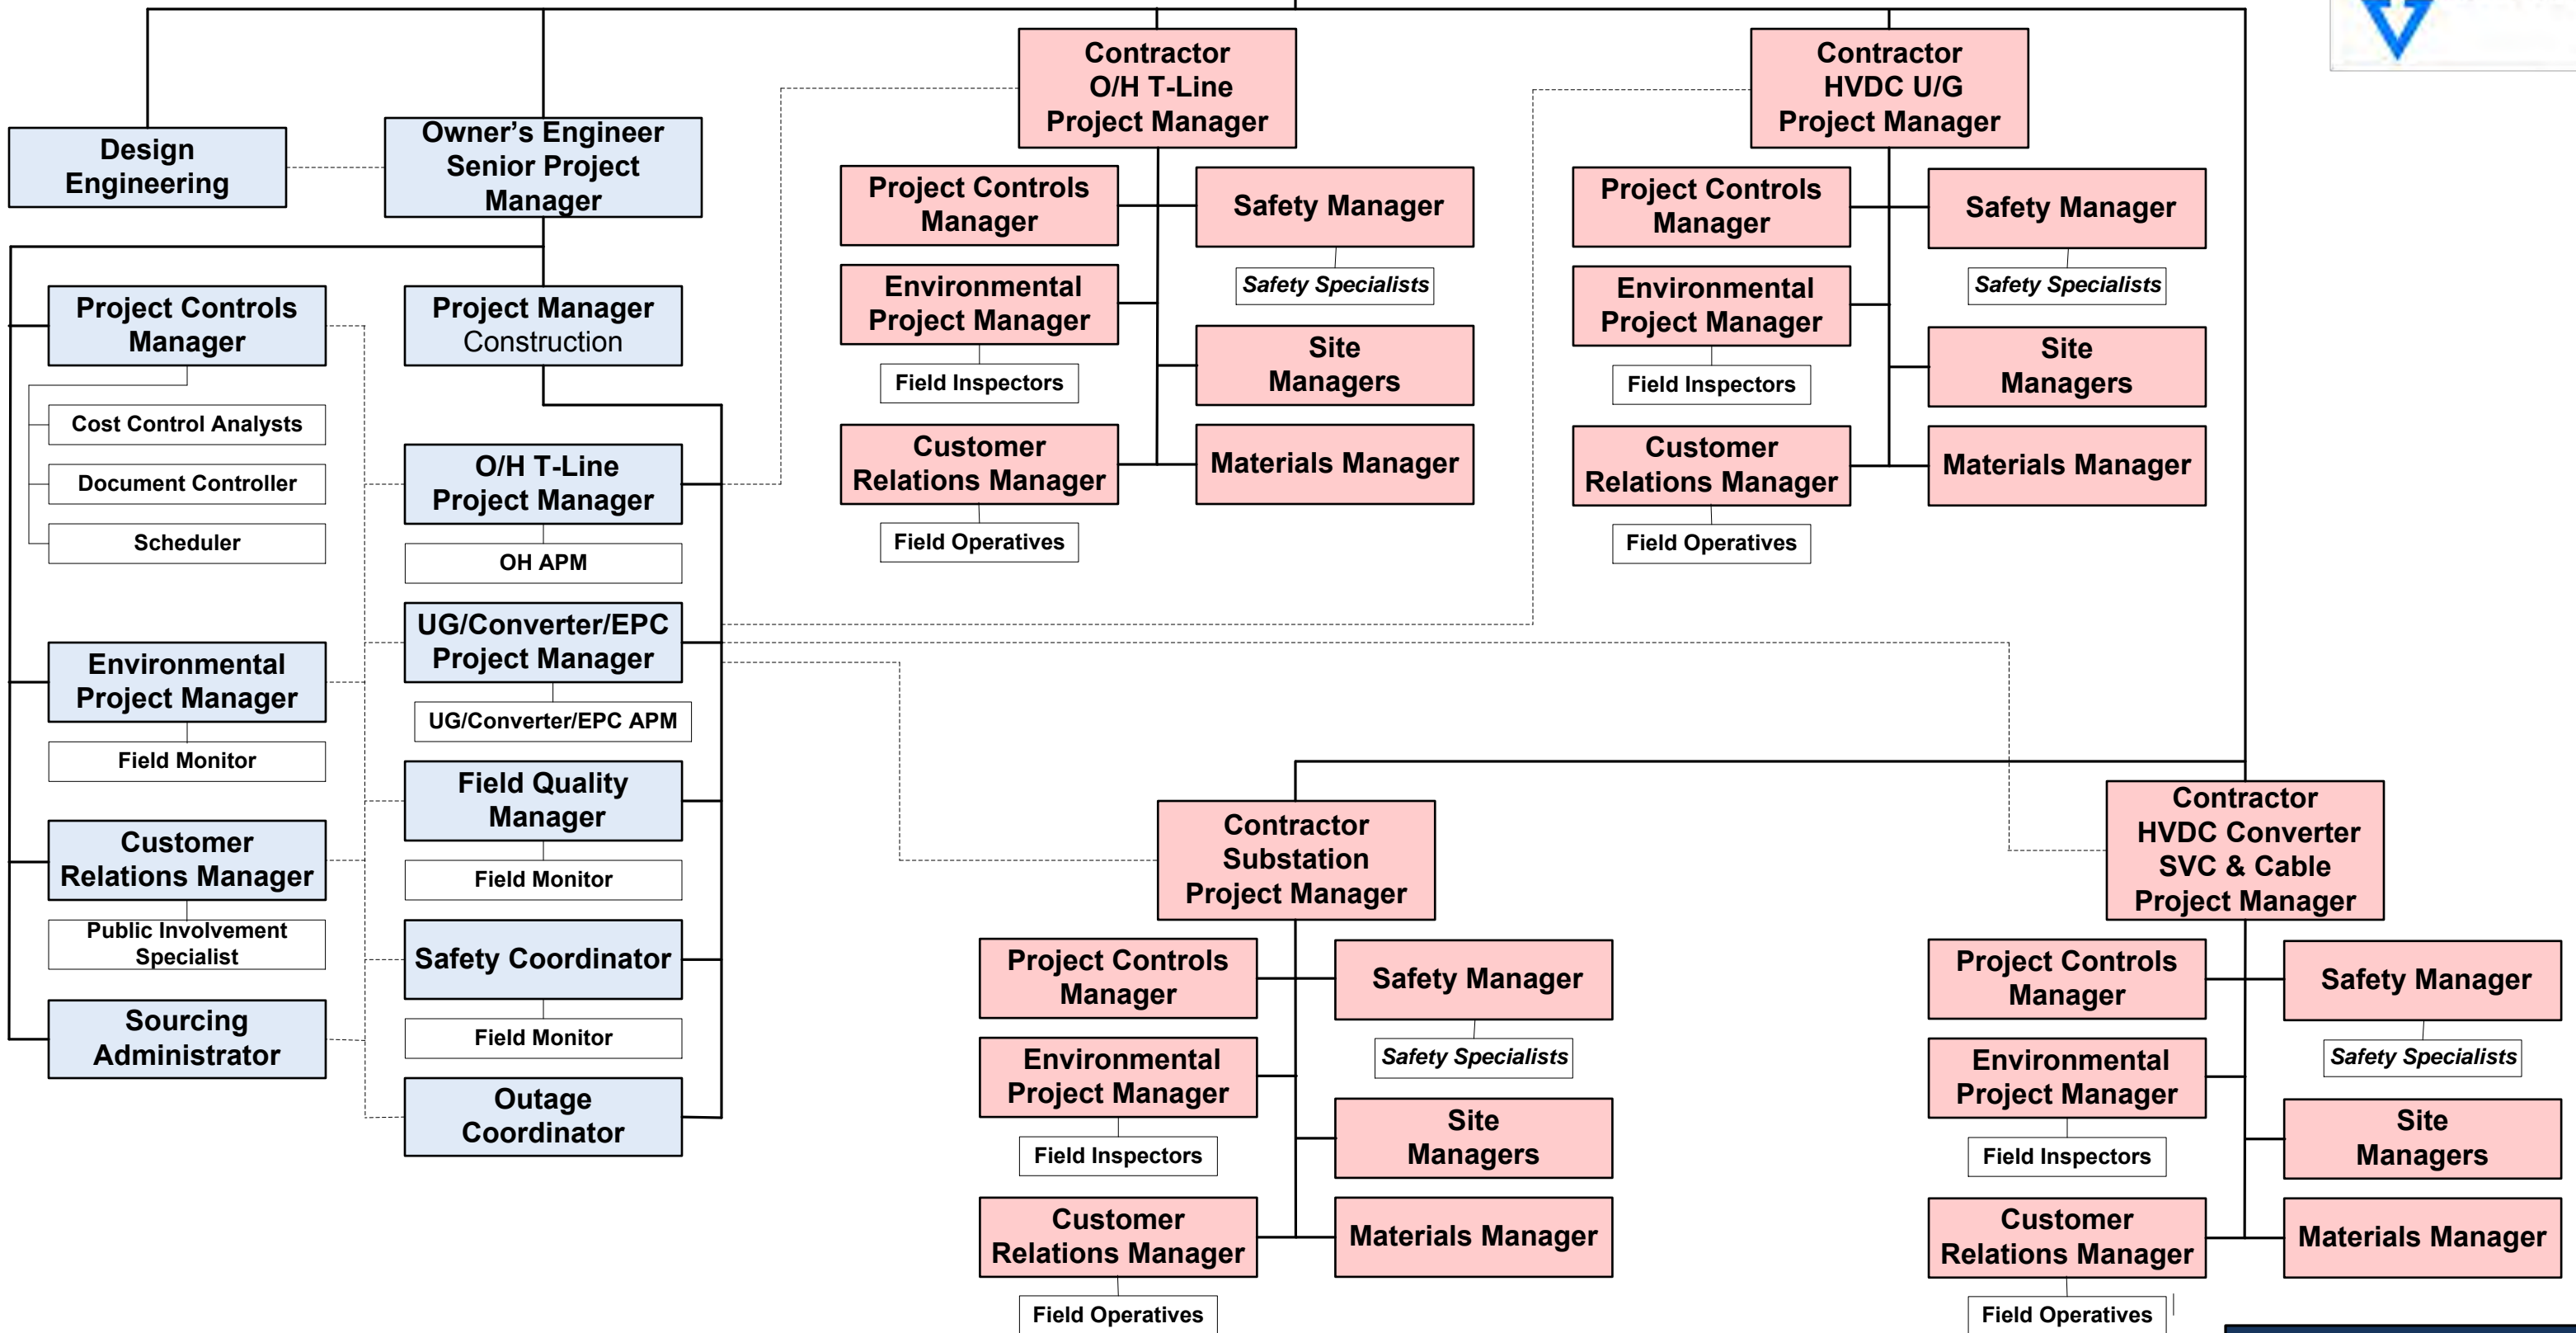 Design
Engineering
Owner's Engineer
Senior Project
Manager
Project Controls
Manager
Cost Control Analysts
Document Controller
Scheduler
Environmental
Project Manager
Field Monitor
Customer
Relations Manager
Public Involvement
Specialist
Sourcing
Administrator
Project Manager
Construction
O/H T-Line
Project Manager
OH APM
UG/Converter/EPC
Project Manager
UG/Converter/EPC APM
Field Quality
Manager
Field Monitor
Safety Coordinator
Field Monitor
Outage
Coordinator
Contractor
O/H T-Line
Project Manager
Project Controls
Manager
Safety Manager
Safety Specialists
Environmental
Project Manager
Field Inspectors
Site
Managers
Customer
Relations Manager
Field Operatives
Materials Manager
Contractor
HVDC U/G
Project Manager
Project Controls
Manager
Safety Manager
Safety Specialists
Environmental
Project Manager
Field Inspectors
Site
Managers
Customer
Relations Manager
Field Operatives
Materials Manager
Contractor
Substation
Project Manager
Project Controls
Manager
Safety Manager
Safety Specialists
Environmental
Project Manager
Field Inspectors
Site
Managers
Customer
Relations Manager
Field Operatives
Materials Manager
Contractor
HVDC Converter
SVC & Cable
Project Manager
Project Controls
Manager
Safety Manager
Safety Specialists
Environmental
Project Manager
Field Inspectors
Site
Managers
Customer
Relations Manager
Field Operatives
Materials Manager